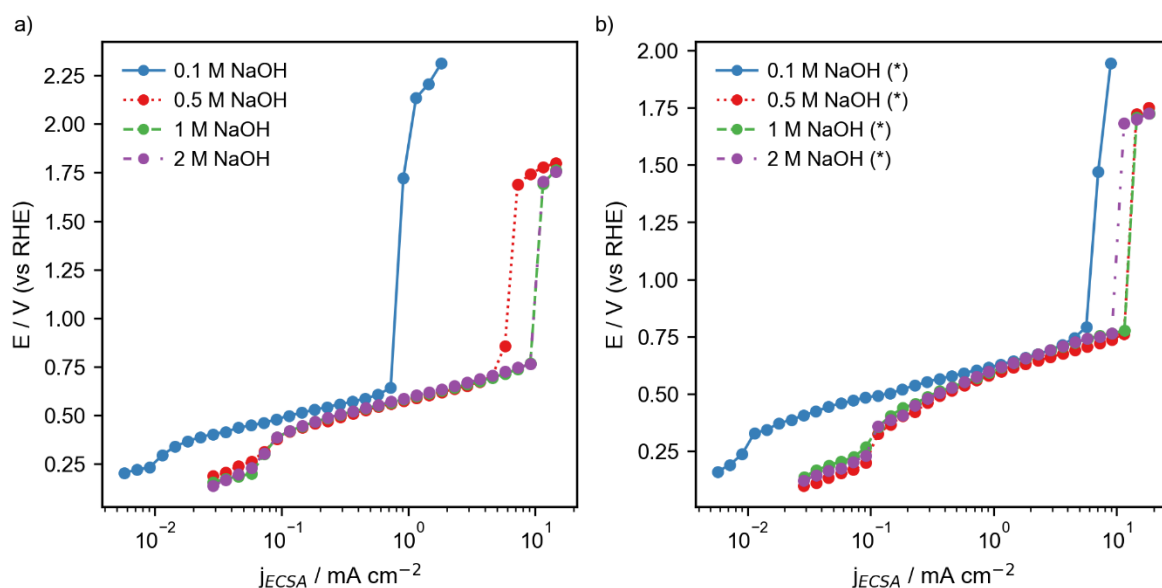 a)
E / V (vs RHE)
2.25
2.00
1.75
1.50
1.25
1.00
0.75
0.50
0.25
0.1 M NaOH
0.5 M NaOH
1 M NaOH
2 M NaOH
10⁻²
10⁻¹
10⁰
10¹
j_ECSA / mA cm⁻²
b)
E / V (vs RHE)
2.00
1.75
1.50
1.25
1.00
0.75
0.50
0.25
0.1 M NaOH (*)
0.5 M NaOH (*)
1 M NaOH (*)
2 M NaOH (*)
10⁻²
10⁻¹
10⁰
10¹
j_ECSA / mA cm⁻²